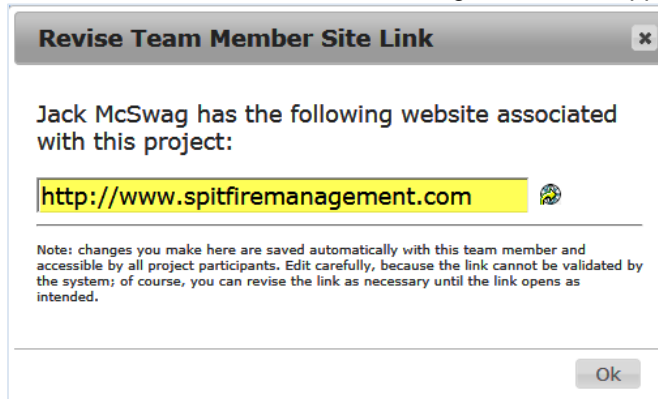 Revise Team Member Site Link
Jack McSwag has the following website associated
with this project:
http://www.spitfiremanagement.com
Note: changes you make here are saved automatically with this team member and
accessible by all project participants. Edit carefully, because the link cannot be validated by
the system; of course, you can revise the link as necessary until the link opens as
intended.
Ok